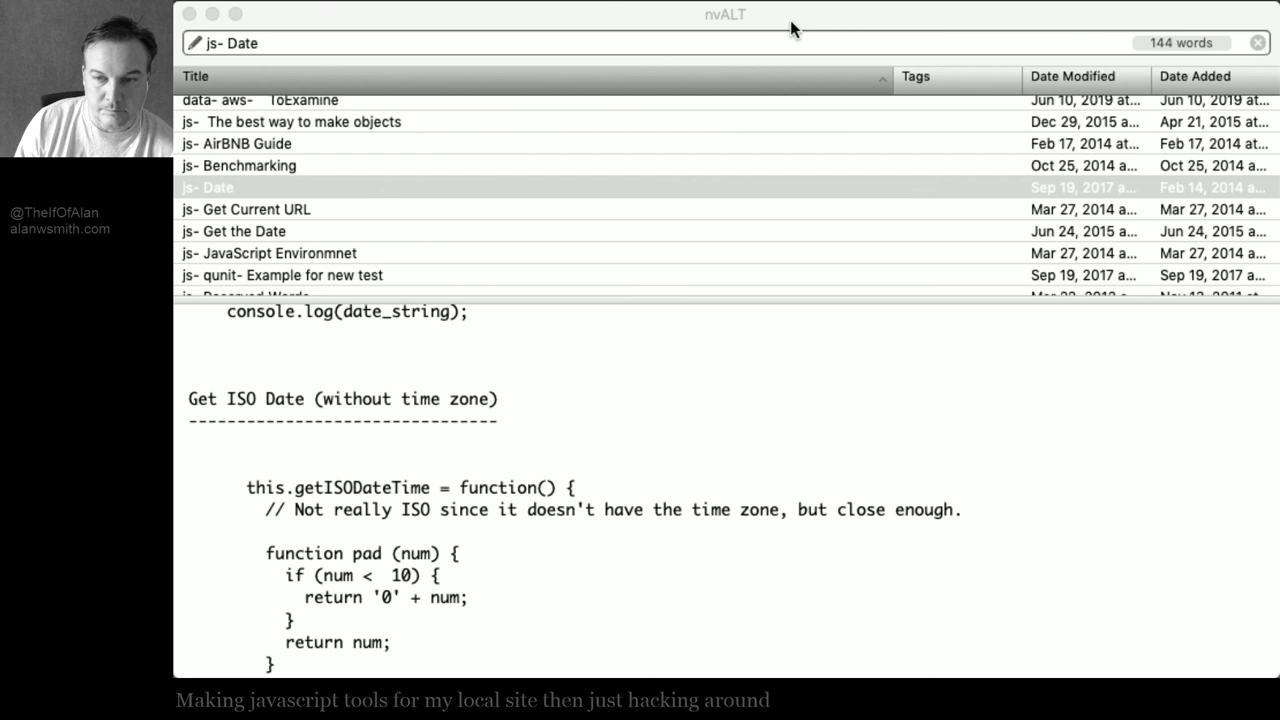 nvALT
js- Date
144 words
Title Tags Date Modified Date Added
data- aws- ToExamine Jun 10, 2019 at... Jun 10, 2019 at...
js- The best way to make objects Dec 29, 2015 a... Apr 21, 2015 a...
js- AirBNB Guide Feb 17, 2014 at... Feb 17, 2014 at...
js- Benchmarking Oct 25, 2014 a... Oct 25, 2014 a...
js- Date Sep 19, 2017 a... Feb 14, 2014 a...
js- Get Current URL Mar 27, 2014 a... Mar 27, 2014 a...
js- Get the Date Jun 24, 2015 a... Jun 24, 2015 a...
js- JavaScript Environmnet Mar 27, 2014 a... Mar 27, 2014 a...
js- qunit- Example for new test Sep 19, 2017 a... Sep 19, 2017 a...
js- Reserved Words
console.log(date_string);
Get ISO Date (without time zone)
--------------------------------
this.getISODateTime = function() {
// Not really ISO since it doesn't have the time zone, but close enough.
function pad (num) {
if (num < 10) {
return '0' + num;
}
return num;
}
@TheIfOfAlan
alanwsmith.com
Making javascript tools for my local site then just hacking around